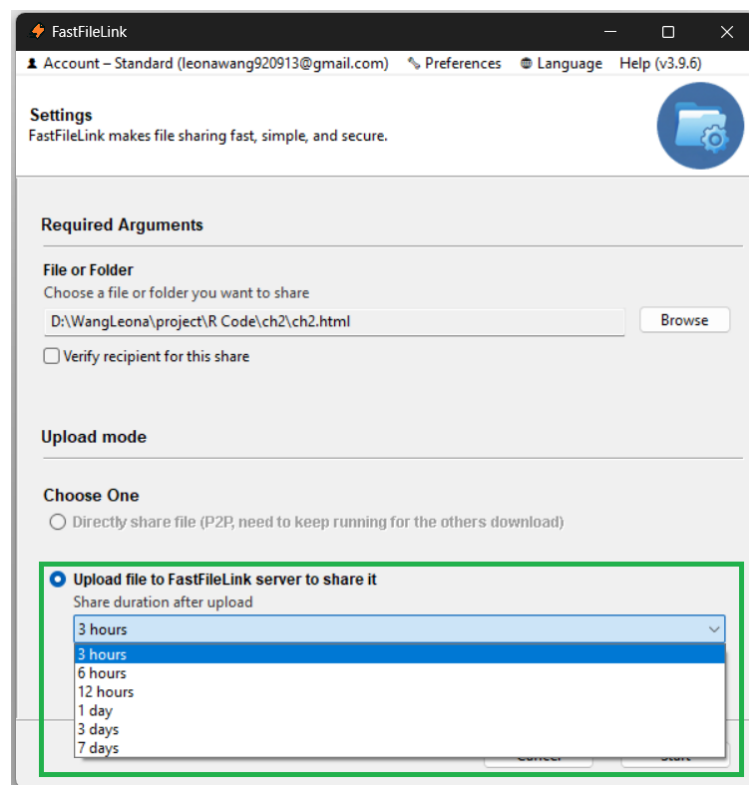 FastFileLink
Account – Standard (leonawang920913@gmail.com) Preferences Language Help (v3.9.6)
Settings
FastFileLink makes file sharing fast, simple, and secure.
Required Arguments
File or Folder
Choose a file or folder you want to share
D:\WangLeona\project\R Code\ch2\ch2.html Browse
Verify recipient for this share
Upload mode
Choose One
Directly share file (P2P, need to keep running for the others download)
Upload file to FastFileLink server to share it
Share duration after upload
3 hours
3 hours
6 hours
12 hours
1 day
3 days
7 days
Cancel Start